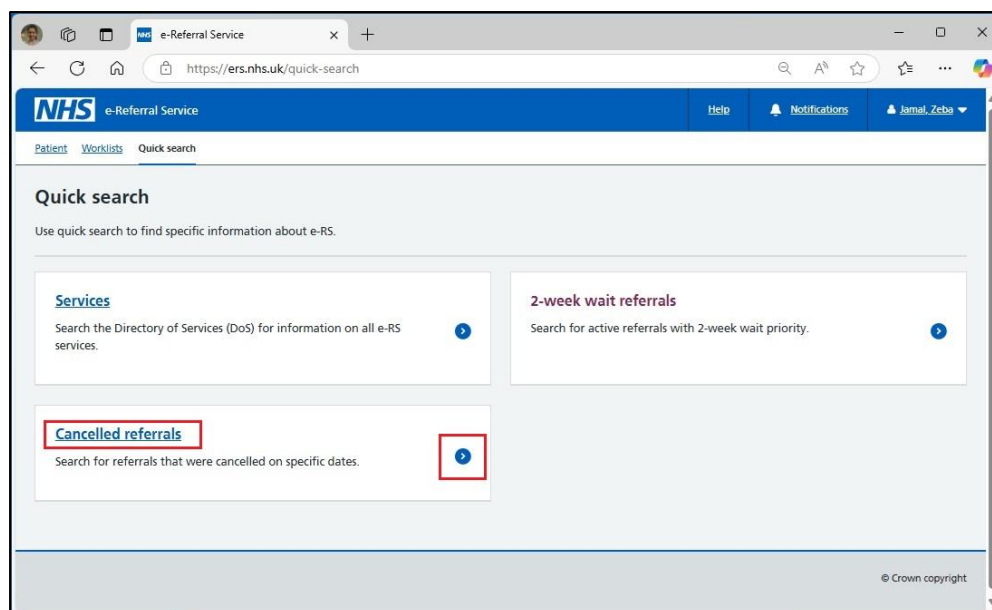 NHS e-Referral Service
https://ers.nhs.uk/quick-search
NHS e-Referral Service
Help
Notifications
Jamal, Zeba
Patient Worklists Quick search
Quick search
Use quick search to find specific information about e-RS.
Services
Search the Directory of Services (DoS) for information on all e-RS
services.
2-week wait referrals
Search for active referrals with 2-week wait priority.
Cancelled referrals
Search for referrals that were cancelled on specific dates.
© Crown copyright